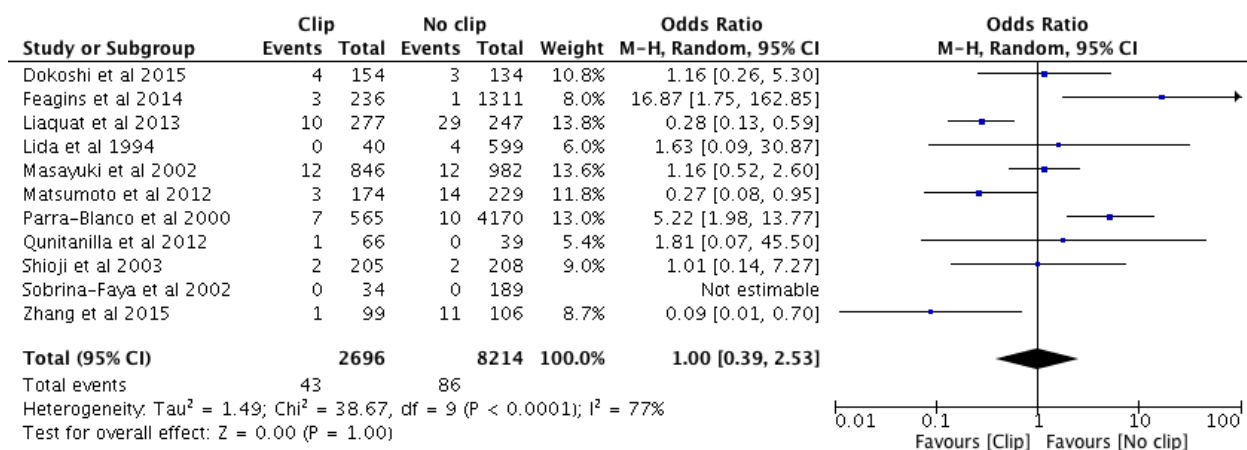 Clip No clip Odds Ratio Odds Ratio
Study or Subgroup Events Total Events Total Weight M-H, Random, 95% CI M-H, Random, 95% CI
Dokoshi et al 2015 4 154 3 134 10.8% 1.16 [0.26, 5.30]
Feagins et al 2014 3 236 1 1311 8.0% 16.87 [1.75, 162.85]
Liaquat et al 2013 10 277 29 247 13.8% 0.28 [0.13, 0.59]
Lida et al 1994 0 40 4 599 6.0% 1.63 [0.09, 30.87]
Masayuki et al 2002 12 846 12 982 13.6% 1.16 [0.52, 2.60]
Matsumoto et al 2012 3 174 14 229 11.8% 0.27 [0.08, 0.95]
Parra-Blanco et al 2000 7 565 10 4170 13.0% 5.22 [1.98, 13.77]
Qunitanilla et al 2012 1 66 0 39 5.4% 1.81 [0.07, 45.50]
Shioji et al 2003 2 205 2 208 9.0% 1.01 [0.14, 7.27]
Sobrina-Faya et al 2002 0 34 0 189 Not estimable
Zhang et al 2015 1 99 11 106 8.7% 0.09 [0.01, 0.70]
Total (95% CI) 2696 8214 100.0% 1.00 [0.39, 2.53]
Total events 43 86
Heterogeneity: Tau² = 1.49; Chi² = 38.67, df = 9 (P < 0.0001); I² = 77%
Test for overall effect: Z = 0.00 (P = 1.00)
0.01 0.1 1 10 100
Favours [Clip] Favours [No clip]